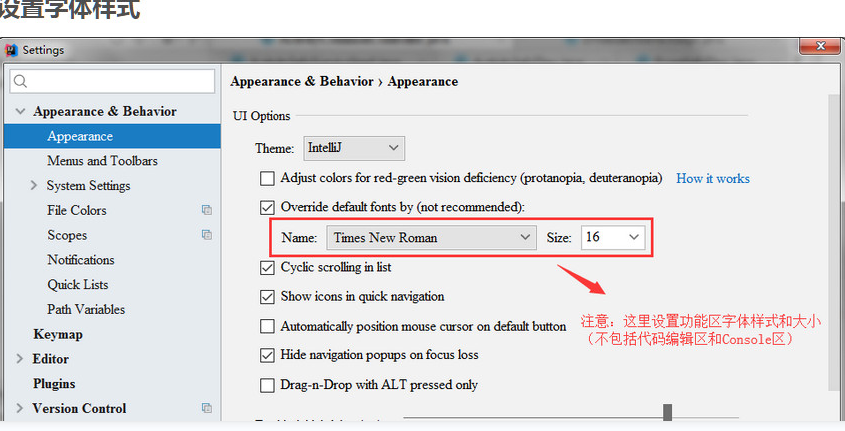 设置字体样式
Settings
Appearance & Behavior › Appearance
Appearance & Behavior
Appearance
Menus and Toolbars
System Settings
File Colors
Scopes
Notifications
Quick Lists
Path Variables
Keymap
Editor
Plugins
Version Control
UI Options
Theme: IntelliJ
Adjust colors for red-green vision deficiency (protanopia, deuteranopia) How it works
Override default fonts by (not recommended):
Name: Times New Roman Size: 16
Cyclic scrolling in list
Show icons in quick navigation
Automatically position mouse cursor on default button
Hide navigation popups on focus loss
Drag-n-Drop with ALT pressed only
注意：这里设置功能区字体样式和大小
（不包括代码编辑区和Console区）